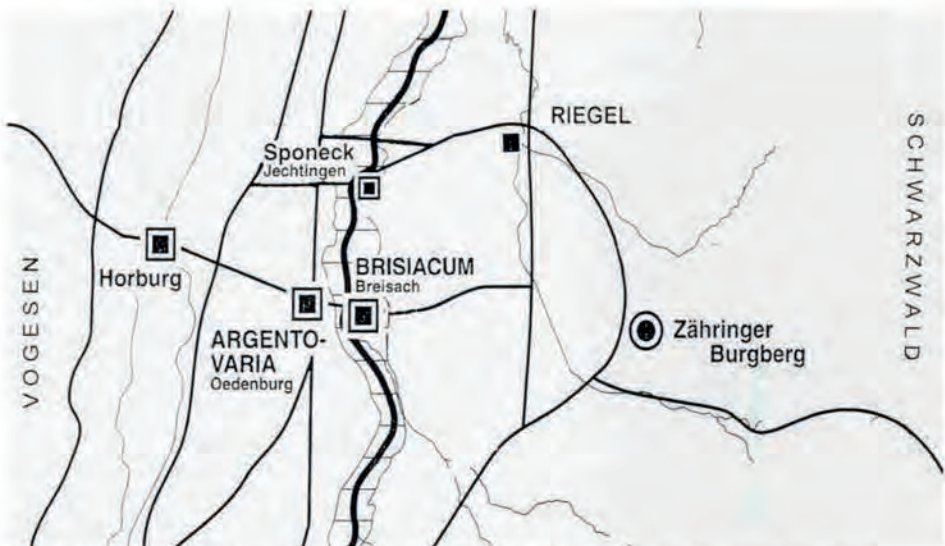 RIEGEL
Sponeck
Jechtingen
SCHWARZWALD
VOGESEN
Horburg
BRISIACUM
Breisach
ARGENTO-
VARIA
Oedenburg
Zähringer
Burgberg